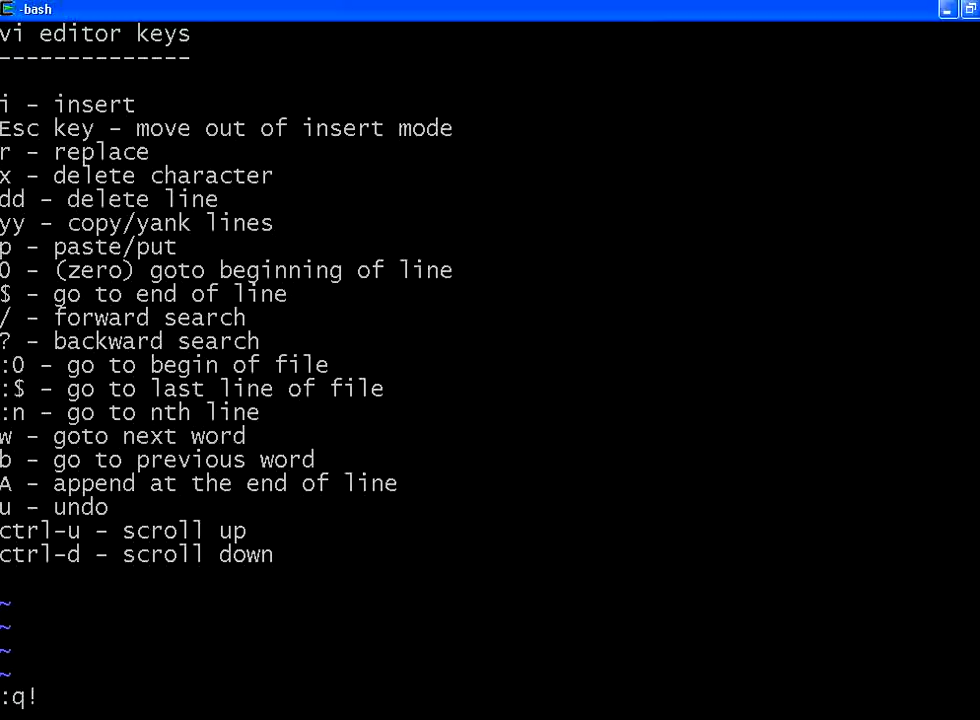 -bash
vi editor keys
--------------
i - insert
Esc key - move out of insert mode
r - replace
x - delete character
dd - delete line
yy - copy/yank lines
p - paste/put
0 - (zero) goto beginning of line
$ - go to end of line
/ - forward search
? - backward search
:0 - go to begin of file
:$ - go to last line of file
:n - go to nth line
w - goto next word
b - go to previous word
A - append at the end of line
u - undo
ctrl-u - scroll up
ctrl-d - scroll down
~
~
~
~
:q!